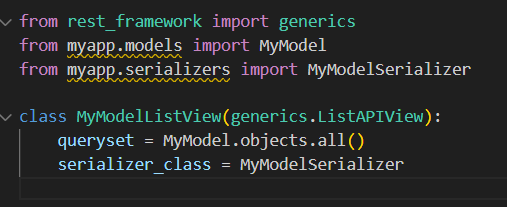 from rest_framework import generics
from myapp.models import MyModel
from myapp.serializers import MyModelSerializer

class MyModelListView(generics.ListAPIView):
    queryset = MyModel.objects.all()
    serializer_class = MyModelSerializer